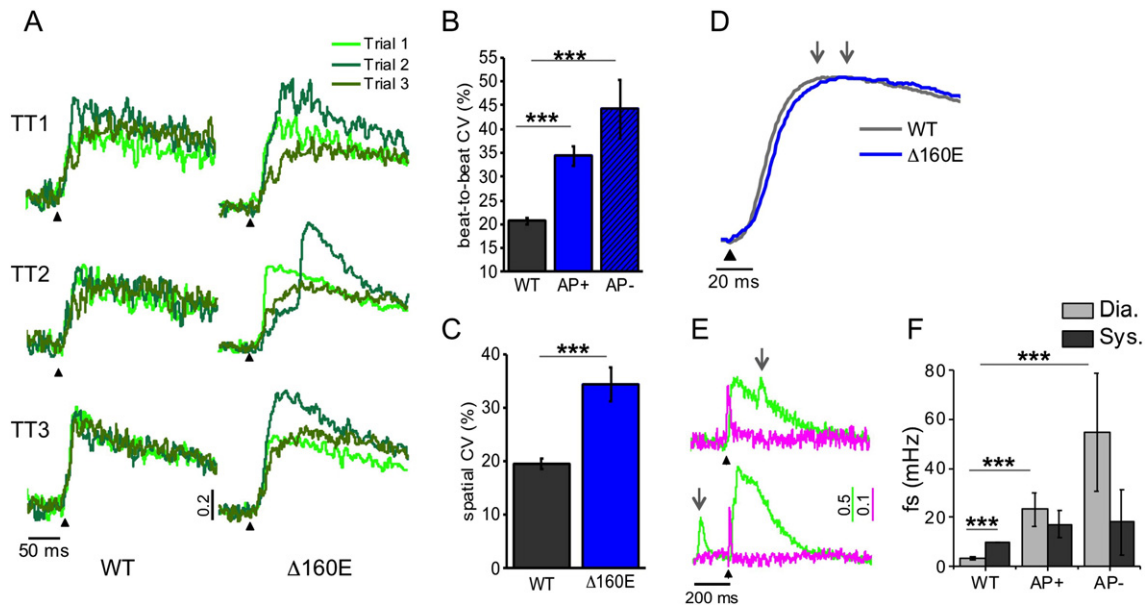 A
Trial 1
Trial 2
Trial 3
TT1
TT2
TT3
0.2
50 ms
WT
Δ160E
B
***
***
beat-to-beat CV (%)
55
50
45
40
35
30
25
20
15
10
WT
AP+
AP-
C
***
spatial CV (%)
40
30
20
10
0
WT
Δ160E
D
WT
Δ160E
20 ms
E
0.5
0.1
200 ms
F
Dia.
Sys.
***
***
***
fs (mHz)
80
60
40
20
0
WT
AP+
AP-